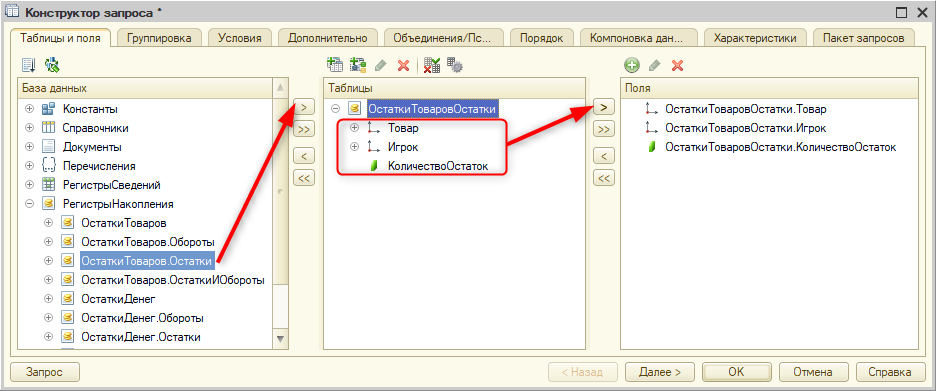 Конструктор запроса *
Таблицы и поля
Группировка
Условия
Дополнительно
Объединения/Пс...
Порядок
Компоновка дан...
Характеристики
Пакет запросов
База данных
Константы
Справочники
Документы
Перечисления
РегистрыСведений
РегистрыНакопления
ОстаткиТоваров
ОстаткиТоваров.Обороты
ОстаткиТоваров.Остатки
ОстаткиТоваров.ОстаткиИОбороты
ОстаткиДенег
ОстаткиДенег.Обороты
ОстаткиДенег.Остатки
>
>>
<
<<
Таблицы
ОстаткиТоваровОстатки
Товар
Игрок
КоличествоОстаток
>
>>
<
<<
Поля
ОстаткиТоваровОстатки.Товар
ОстаткиТоваровОстатки.Игрок
ОстаткиТоваровОстатки.КоличествоОстаток
Запрос
< Назад
Далее >
OK
Отмена
Справка